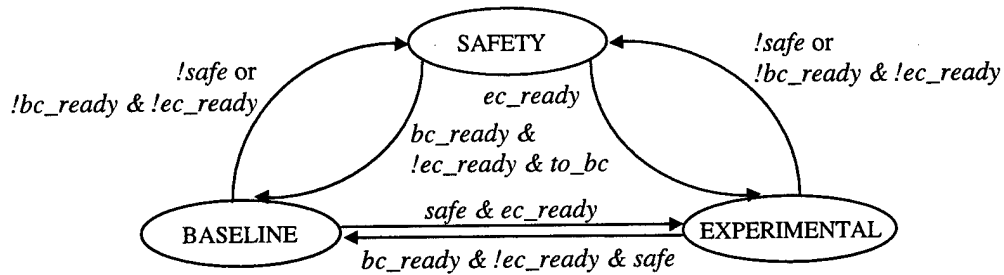 SAFETY
!safe or
!bc_ready & !ec_ready
!safe or
!bc_ready & !ec_ready
ec_ready
bc_ready &
!ec_ready & to_bc
safe & ec_ready
BASELINE
EXPERIMENTAL
bc_ready & !ec_ready & safe